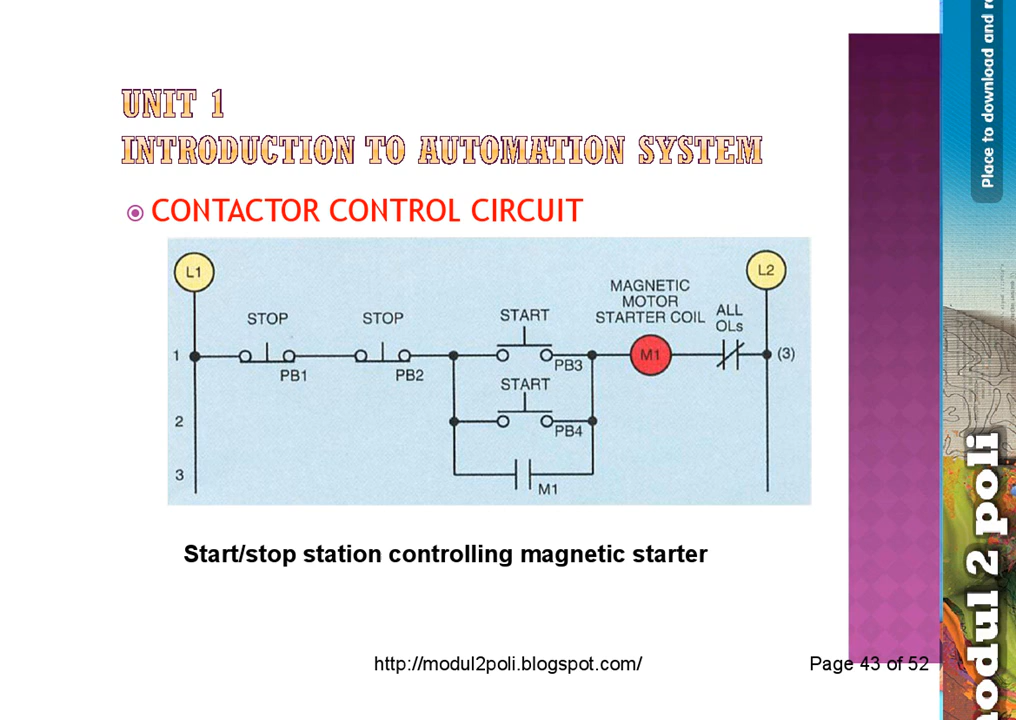 UNIT 1
INTRODUCTION TO AUTOMATION SYSTEM
CONTACTOR CONTROL CIRCUIT
L1
L2
MAGNETIC
MOTOR
STARTER COIL
ALL
OLs
STOP
STOP
START
1
M1
(3)
PB1
PB2
PB3
START
2
PB4
3
M1
Start/stop station controlling magnetic starter
http://modul2poli.blogspot.com/
Page 43 of 52
Place to download and
odul 2 poli